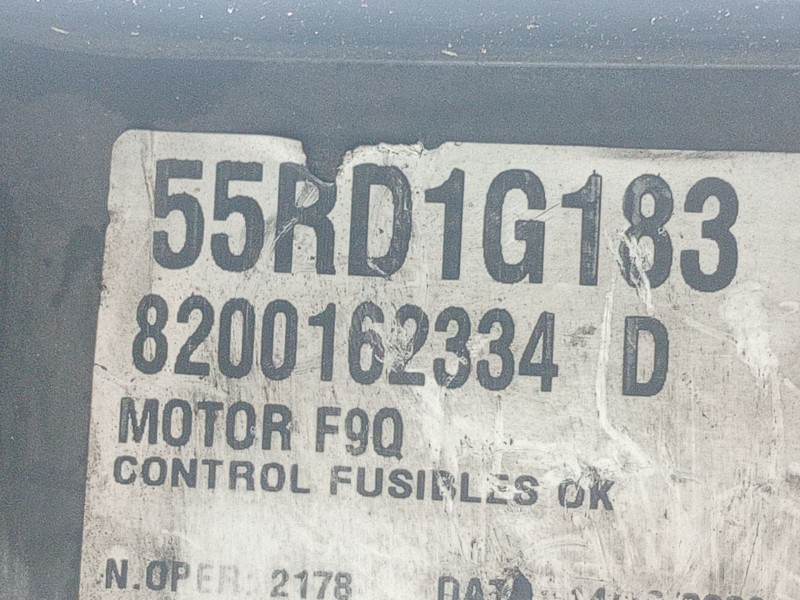 55RD1G183
8200162334 D
MOTOR F9Q
CONTROL FUSIBLES OK
N.OPER: 2178